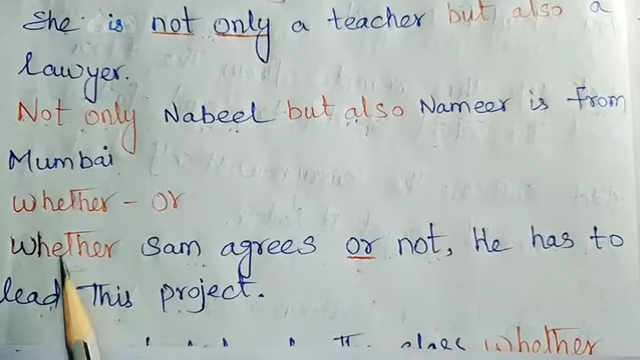 She is not only a teacher but also a
lawyer.
Not only Nabeel but also Nameer is from
Mumbai
whether - or
whether Sam agrees or not, He has to
lead This project.
whether